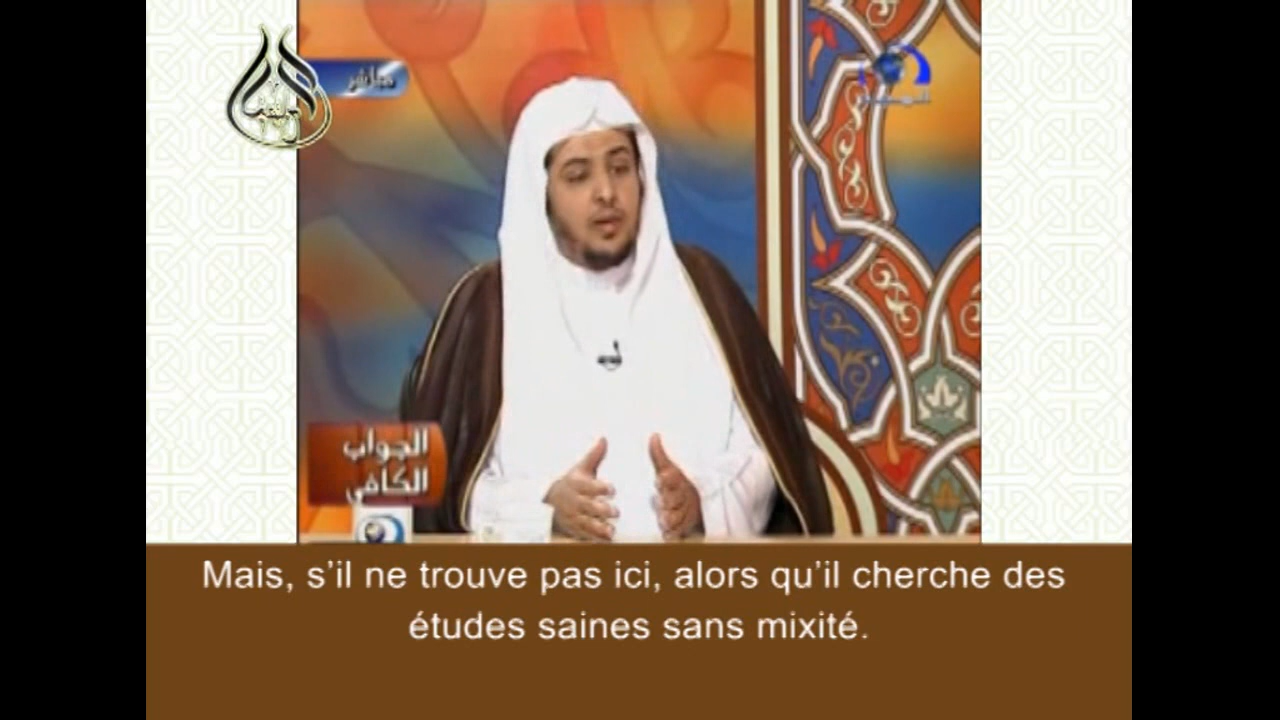 مباشر
الجواب
الكافي
Mais, s’il ne trouve pas ici, alors qu’il cherche des
études saines sans mixité.